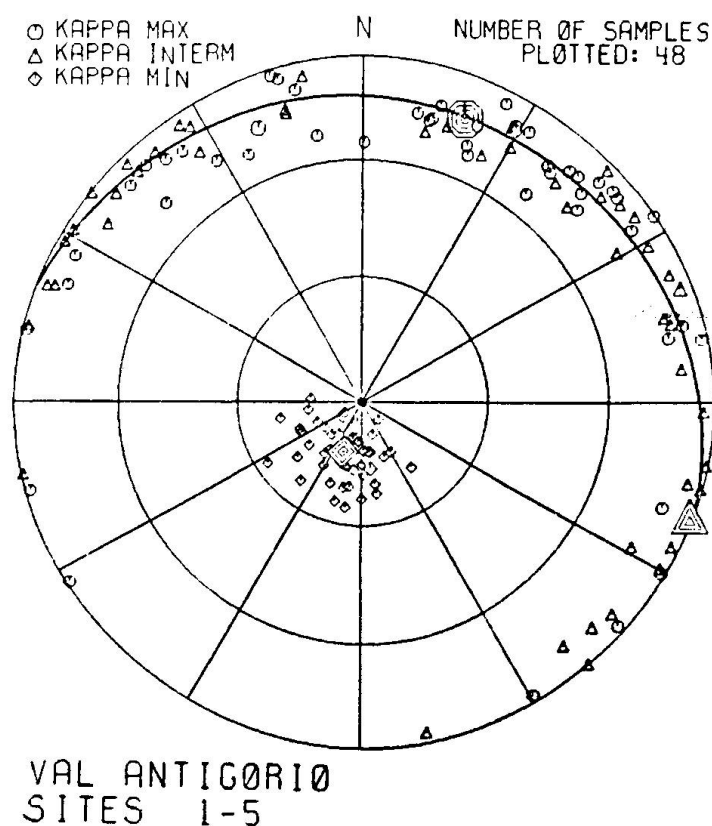 KAPPA MAX
KAPPA INTERM
KAPPA MIN
N
NUMBER ØF SAMPLES
PLØTTED: 48
VAL ANTIGØRIØ
SITES 1-5